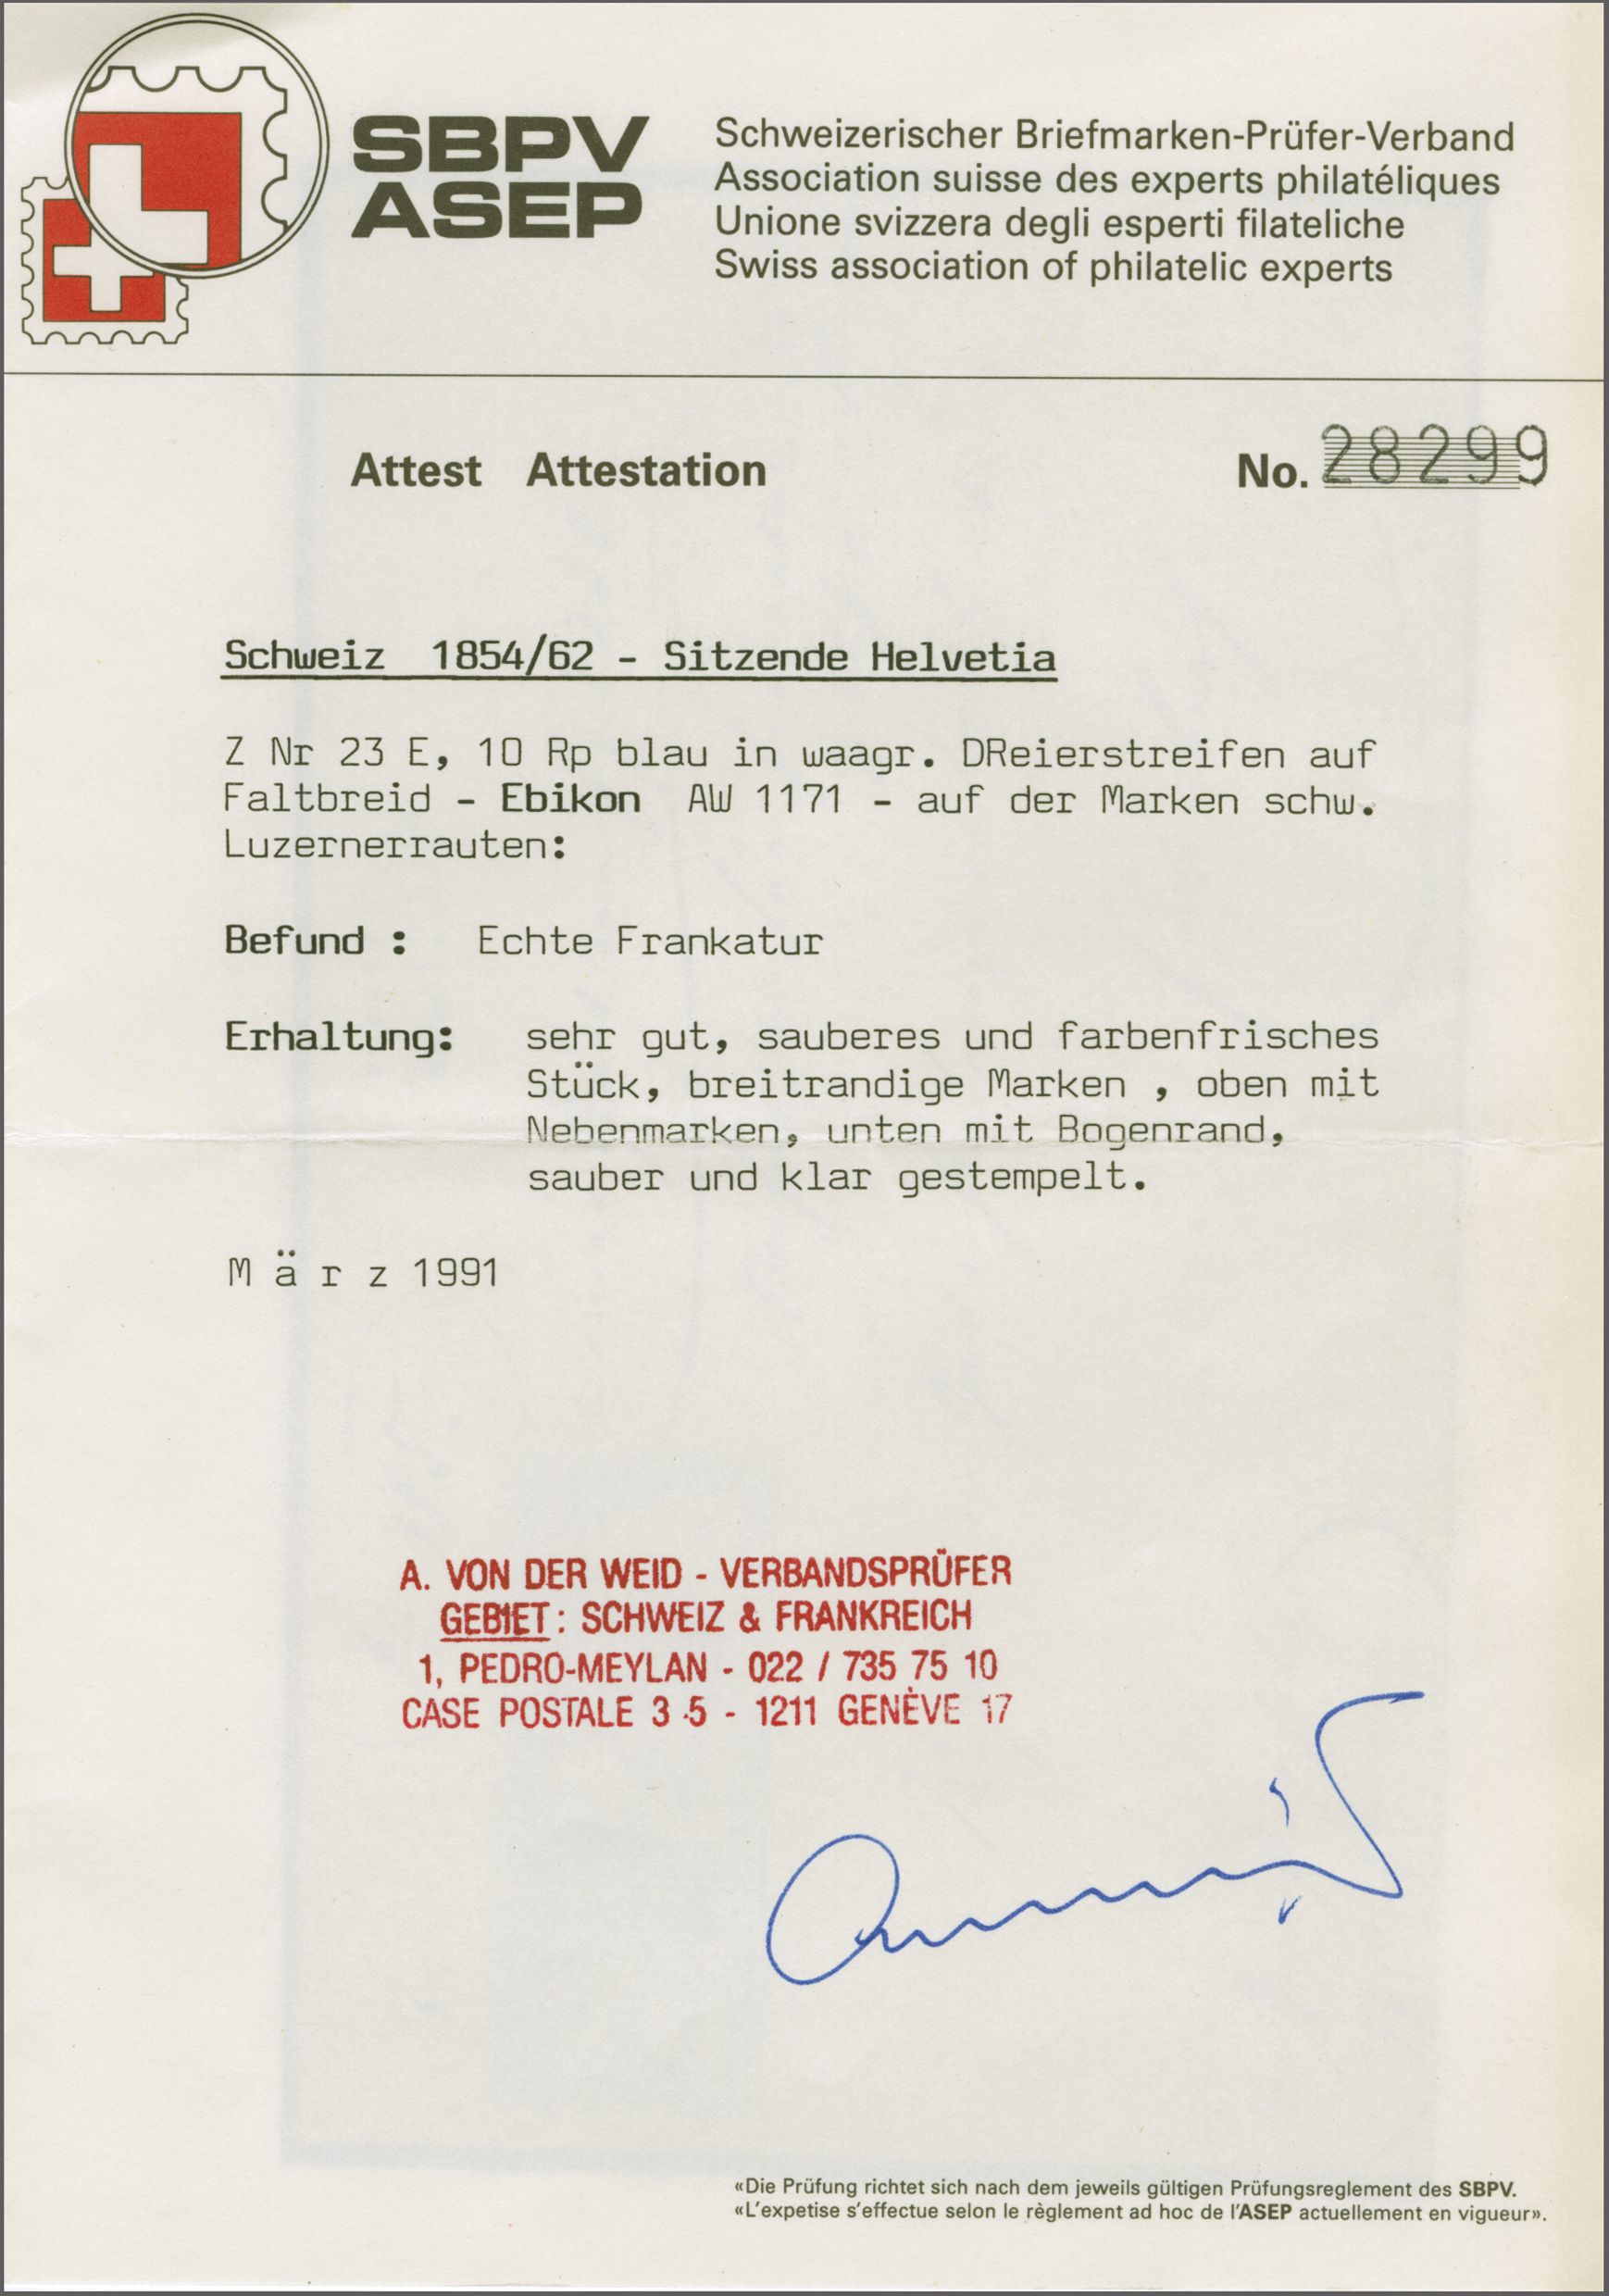 SBPV
ASEP
Schweizerischer Briefmarken-Prüfer-Verband
Association suisse des experts philatéliques
Unione svizzera degli esperti filateliche
Swiss association of philatelic experts
Attest Attestation
No. 28299
Schweiz 1854/62 - Sitzende Helvetia
Z Nr 23 E, 10 Rp blau in waagr. DReierstreifen auf
Faltbreid - Ebikon AW 1171 - auf der Marken schw.
Luzernerrauten:
Befund : Echte Frankatur
Erhaltung: sehr gut, sauberes und farbenfrisches
Stück, breitrandige Marken , oben mit
Nebenmarken, unten mit Bogenrand,
sauber und klar gestempelt.
M ä r z 1991
A. VON DER WEID - VERBANDSPRÜFER
GEBIET: SCHWEIZ & FRANKREICH
1, PEDRO-MEYLAN - 022 / 735 75 10
CASE POSTALE 3 5 - 1211 GENÈVE 17
«Die Prüfung richtet sich nach dem jeweils gültigen Prüfungsreglement des SBPV.
«L'expetise s'effectue selon le règlement ad hoc de l'ASEP actuellement en vigueur».